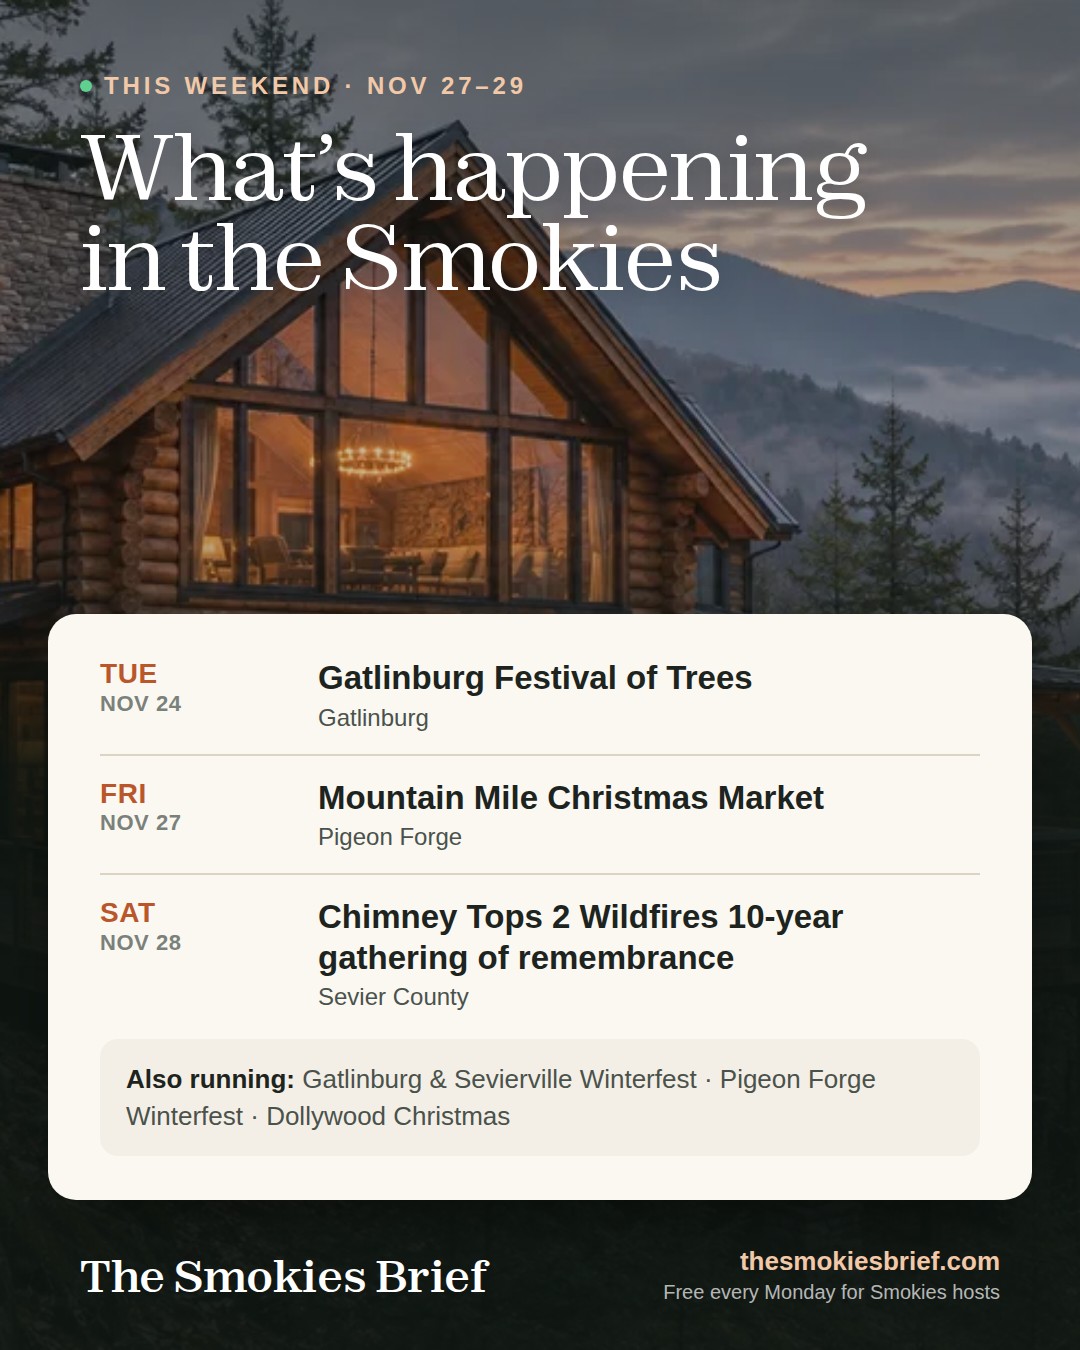 THIS WEEKEND · NOV 27–29
What’s happening
in the Smokies
TUE
NOV 24
Gatlinburg Festival of Trees
Gatlinburg
FRI
NOV 27
Mountain Mile Christmas Market
Pigeon Forge
SAT
NOV 28
Chimney Tops 2 Wildfires 10-year
gathering of remembrance
Sevier County
Also running: Gatlinburg & Sevierville Winterfest · Pigeon Forge
Winterfest · Dollywood Christmas
The Smokies Brief
thesmokiesbrief.com
Free every Monday for Smokies hosts